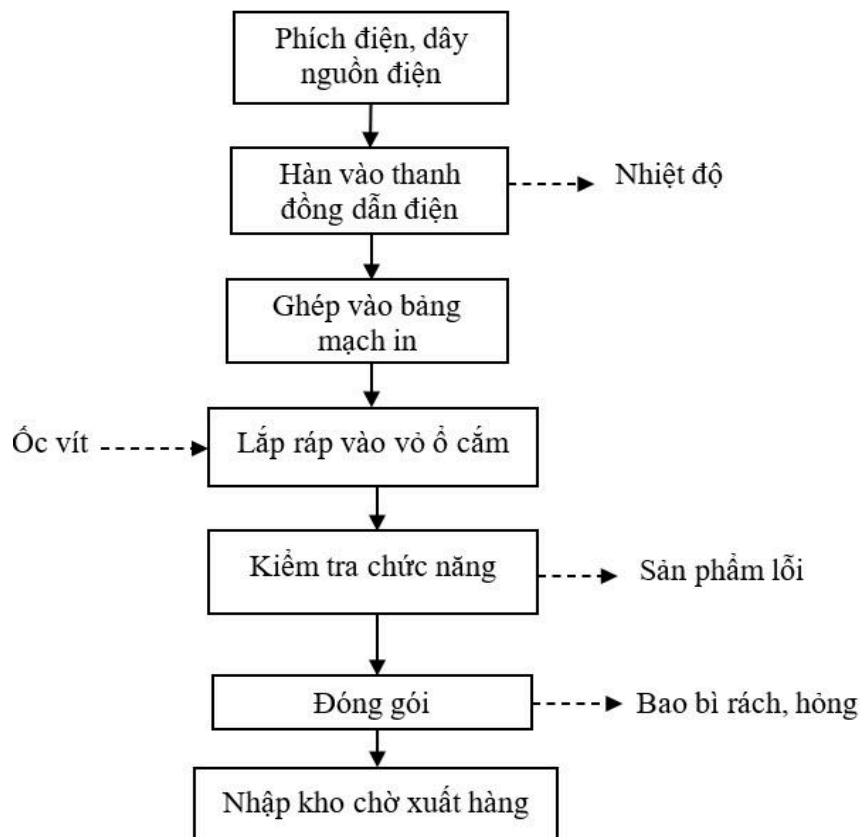 Phích điện, dây
nguồn điện
Hàn vào thanh
đồng dẫn điện
Nhiệt độ
Ghép vào bảng
mạch in
Ốc vít
Lắp ráp vào vỏ ổ cắm
Kiểm tra chức năng
Sản phẩm lỗi
Đóng gói
Bao bì rách, hỏng
Nhập kho chờ xuất hàng